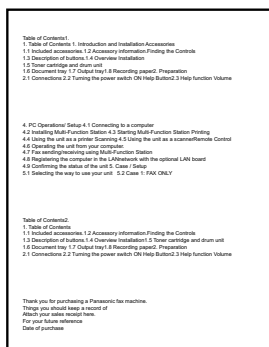 Table of Contents1.
1. Table of Contents 1. Introduction and Installation Accessories
1.1 Included accessories.1.2 Accessory information.Finding the Controls
1.3 Description of buttons.1.4 Overview Installation
1.5 Toner cartridge and drum unit
1.6 Document tray 1.7 Output tray1.8 Recording paper2. Preparation
2.1 Connections 2.2 Turning the power switch ON Help Button2.3 Help function Volume
4. PC Operations/ Setup 4.1 Connecting to a computer
4.2 Installing Multi-Function Station 4.3 Starting Multi-Function Station Printing
4.4 Using the unit as a printer Scanning 4.5 Using the unit as a scannerRemote Control
4.6 Operating the unit from your computer.
4.7 Fax sending/receiving using Multi-Function Station
4.8 Registering the computer in the LANnetwork with the optional LAN board
4.9 Confirming the status of the unit 5. Case / Setup
5.1 Selecting the way to use your unit 5.2 Case 1: FAX ONLY
Table of Contents2.
1. Table of Contents
1.1 Included accessories.1.2 Accessory information.Finding the Controls
1.3 Description of buttons.1.4 Overview Installation1.5 Toner cartridge and drum unit
1.6 Document tray 1.7 Output tray1.8 Recording paper2. Preparation
2.1 Connections 2.2 Turning the power switch ON Help Button2.3 Help function Volume
Thank you for purchasing a Panasonic fax machine.
Things you should keep a record of
Attach your sales receipt here.
For your future reference
Date of purchase